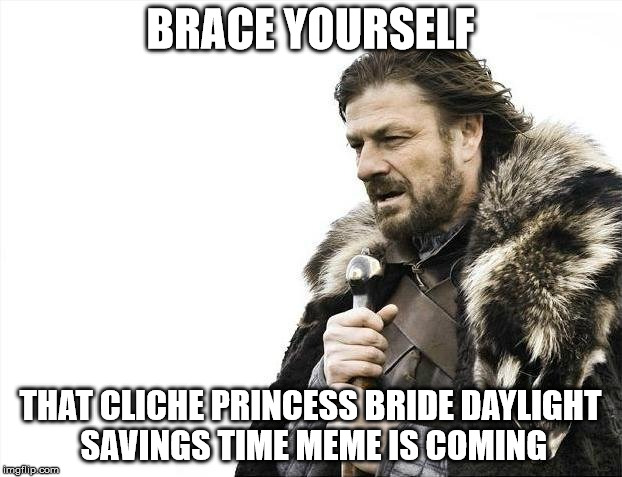 BRACE YOURSELF
THAT CLICHE PRINCESS BRIDE DAYLIGHT
SAVINGS TIME MEME IS COMING
imgflip.com